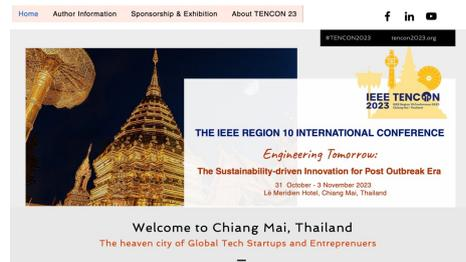 Home Author Information Sponsorship & Exhibition About TENCON 23
#TENCON2023 tencon2023.org
IEEE TENCON
2023
THE IEEE REGION 10 INTERNATIONAL CONFERENCE
Engineering Tomorrow:
The Sustainability-driven Innovation for Post Outbreak Era
31 October - 3 November 2023
Le Meridien Hotel, Chiang Mai, Thailand
Welcome to Chiang Mai, Thailand
The heaven city of Global Tech Startups and Entreprenuers